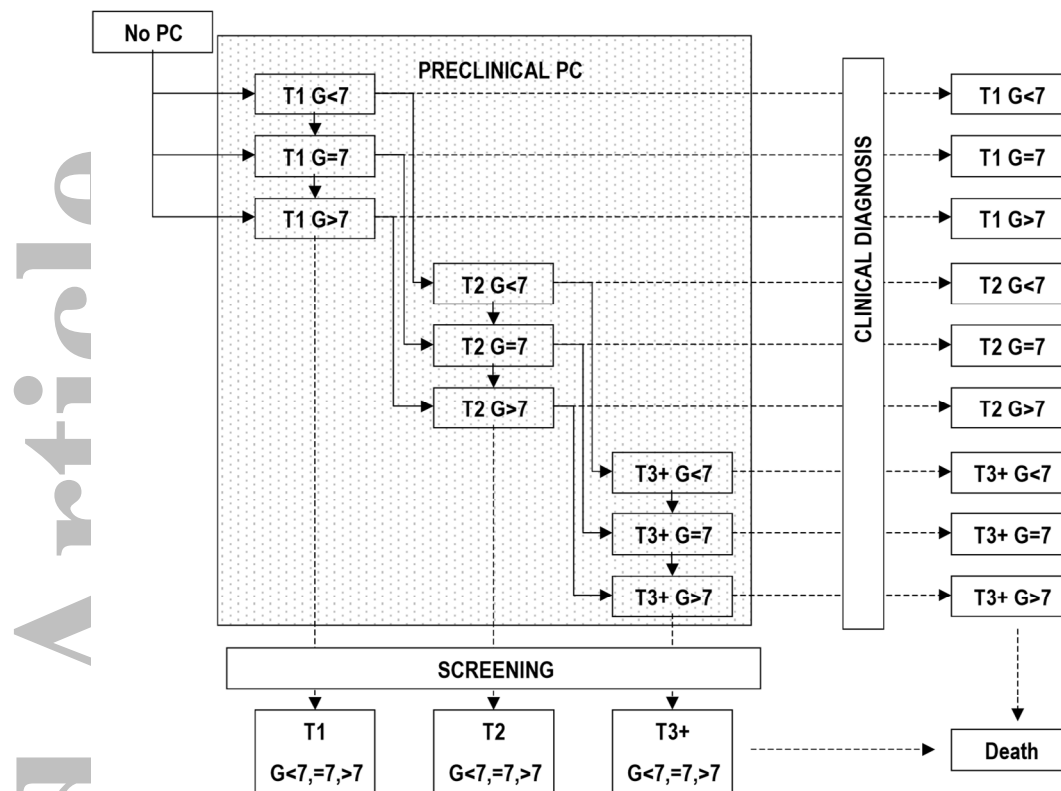 No PC
PRECLINICAL PC
T1 G<7
T1 G=7
T1 G>7
T2 G<7
T2 G=7
T2 G>7
T3+ G<7
T3+ G=7
T3+ G>7
CLINICAL DIAGNOSIS
T1 G<7
T1 G=7
T1 G>7
T2 G<7
T2 G=7
T2 G>7
T3+ G<7
T3+ G=7
T3+ G>7
SCREENING
T1
G<7,=7,>7
T2
G<7,=7,>7
T3+
G<7,=7,>7
Death
Article